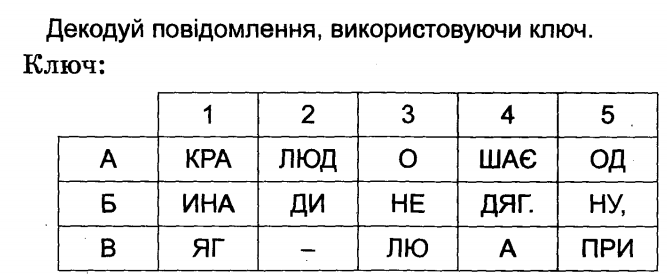 Декодуй повідомлення, використовуючи ключ.
Ключ:
1 2 3 4 5
А КРА ЛЮД О ШАЄ ОД
Б ИНА ДИ НЕ ДЯГ. НУ,
В ЯГ – ЛЮ А ПРИ